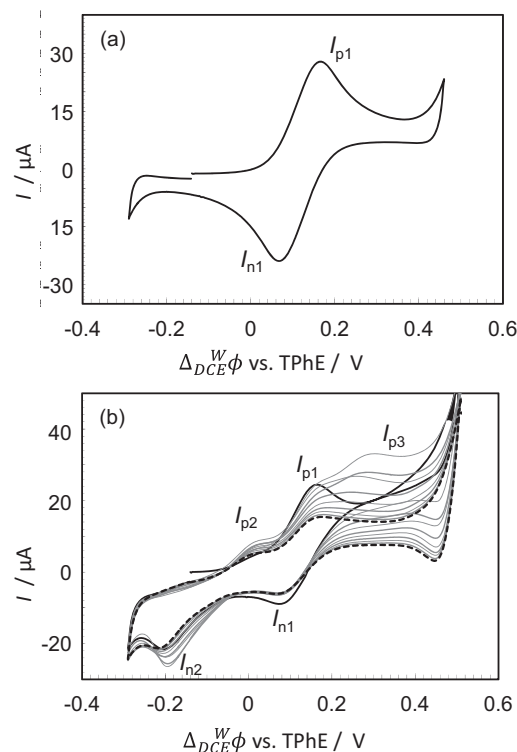 (a)
30
15
0
15
-30
I / µA
Ip1
In1
-0.4 -0.2 0 0.2 0.4 0.6
Δ_DCE^W ϕ vs. TPhE / V
(b)
40
20
0
-20
I / µA
Ip3
Ip1
Ip2
In1
In2
-0.4 -0.2 0 0.2 0.4 0.6
Δ_DCE^W ϕ vs. TPhE / V